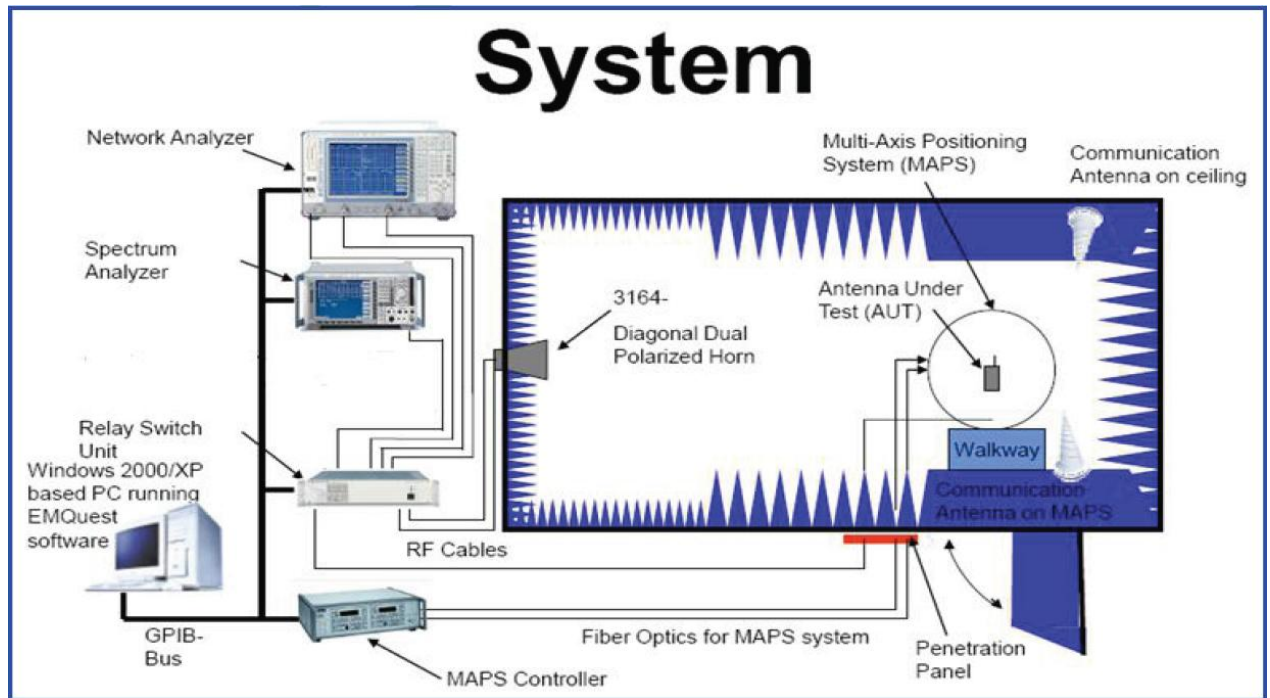 System
Network Analyzer
Spectrum
Analyzer
Relay Switch
Unit
Windows 2000/XP
based PC running
EMQuest
software
GPIB-
Bus
MAPS Controller
RF Cables
Fiber Optics for MAPS system
3164-
Diagonal Dual
Polarized Horn
Multi-Axis Positioning
System (MAPS)
Communication
Antenna on ceiling
Antenna Under
Test (AUT)
Walkway
Communication
Antenna on MAPS
Penetration
Panel